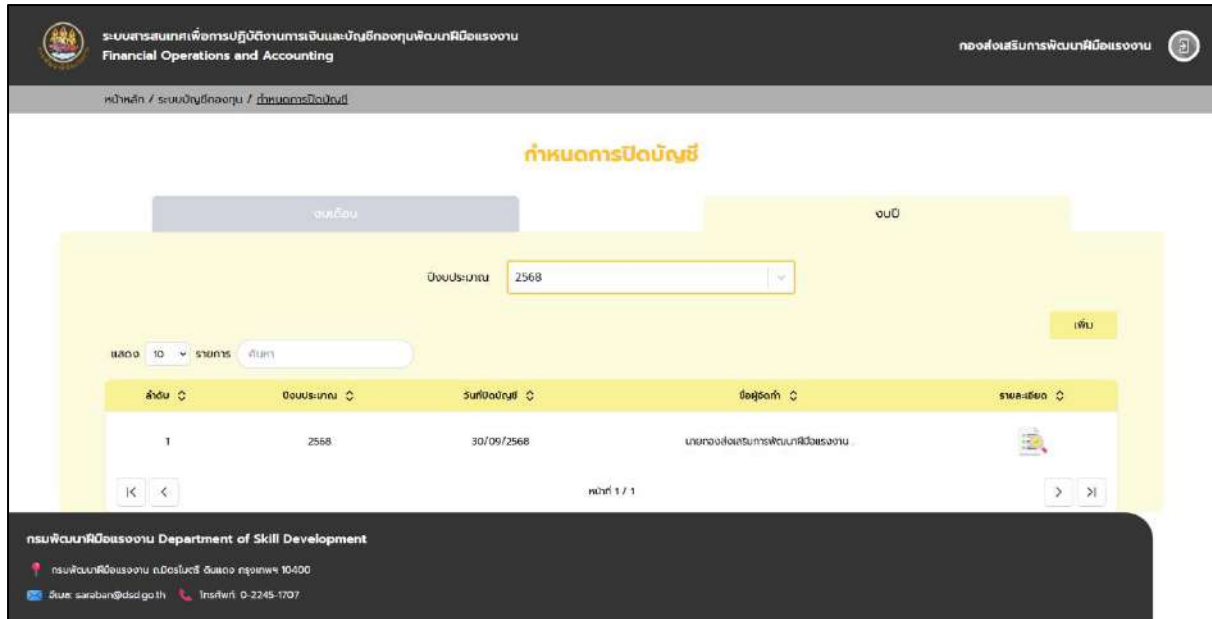 ระบบสารสนเทศเพื่อการปฏิบัติงานการเงินและบัญชีกองทุนพัฒนาฝีมือแรงงาน
Financial Operations and Accounting
กองส่งเสริมการพัฒนาฝีมือแรงงาน
หน้าหลัก / ระบบบัญชีกองทุน / กำหนดการปิดบัญชี
กำหนดการปิดบัญชี
งบเดือน งบปี
ปีงบประมาณ 2568
เพิ่ม
แสดง 10 รายการ ค้นหา
ลำดับ ปีงบประมาณ วันที่ปิดบัญชี ชื่อผู้จัดทำ รายละเอียด
1 2568 30/09/2568 นายกองส่งเสริมการพัฒนาฝีมือแรงงาน
หน้าที่ 1 / 1
กรมพัฒนาฝีมือแรงงาน Department of Skill Development
กรมพัฒนาฝีมือแรงงาน ถ.มิตรไมตรี ดินแดง กรุงเทพฯ 10400
อีเมล: saraban@dsd.go.th โทรศัพท์: 0-2245-1707